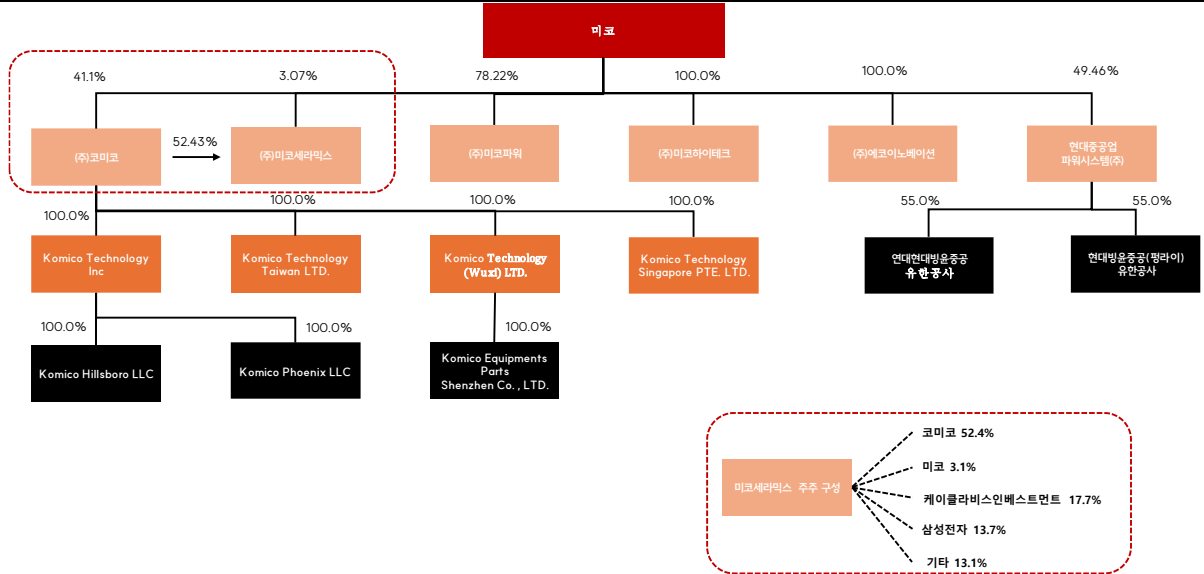 미코
41.1%
3.07%
78.22%
100.0%
100.0%
49.46%
(주)코미코
52.43%
(주)미코세라믹스
(주)미코파워
(주)미코하이테크
(주)에코이노베이션
현대중공업
파워시스템(주)
100.0%
100.0%
100.0%
100.0%
55.0%
55.0%
Komico Technology
Inc
Komico Technology
Taiwan LTD.
Komico Technology
(Wuxi) LTD.
Komico Technology
Singapore PTE. LTD.
연대현대빙윤중공
유한공사
현대빙윤중공(펑라이)
유한공사
100.0%
100.0%
100.0%
Komico Hillsboro LLC
Komico Phoenix LLC
Komico Equipments
Parts
Shenzhen Co., LTD.
미코세라믹스 주주 구성
코미코 52.4%
미코 3.1%
케이클라비스인베스트먼트 17.7%
삼성전자 13.7%
기타 13.1%